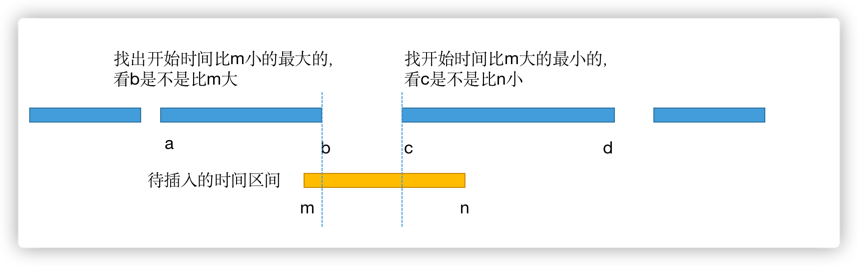 找出开始时间比m小的最大的,
看b是不是比m大
找开始时间比m大的最小的,
看c是不是比n小
a
b
c
d
待插入的时间区间
m
n